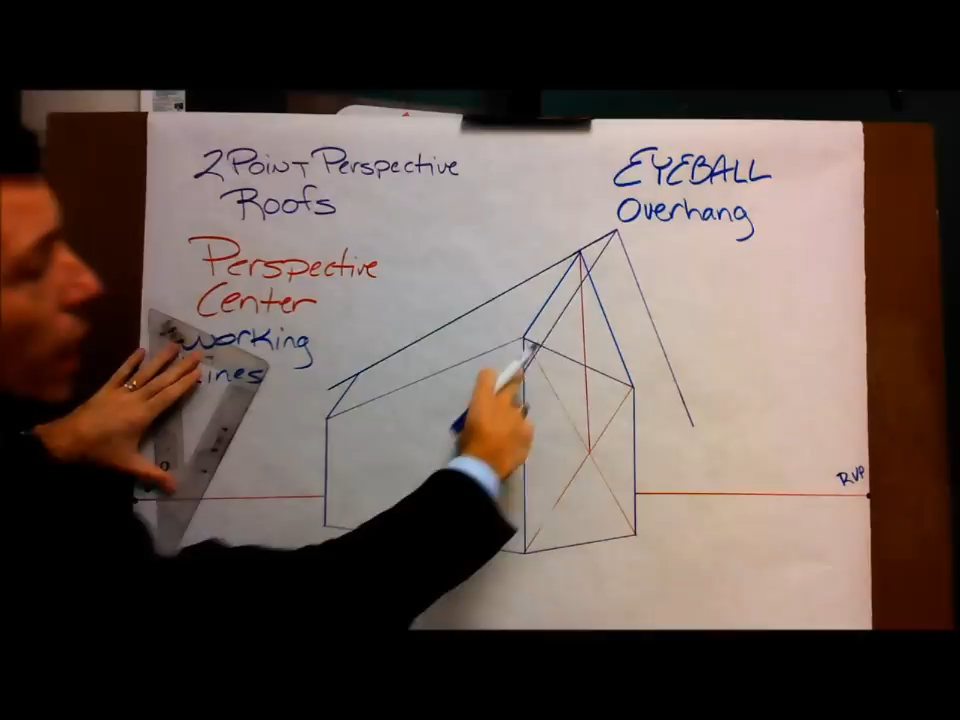 2 Point Perspective
Roofs
EYEBALL
Overhang
Perspective
Center
Working
Lines
RVP